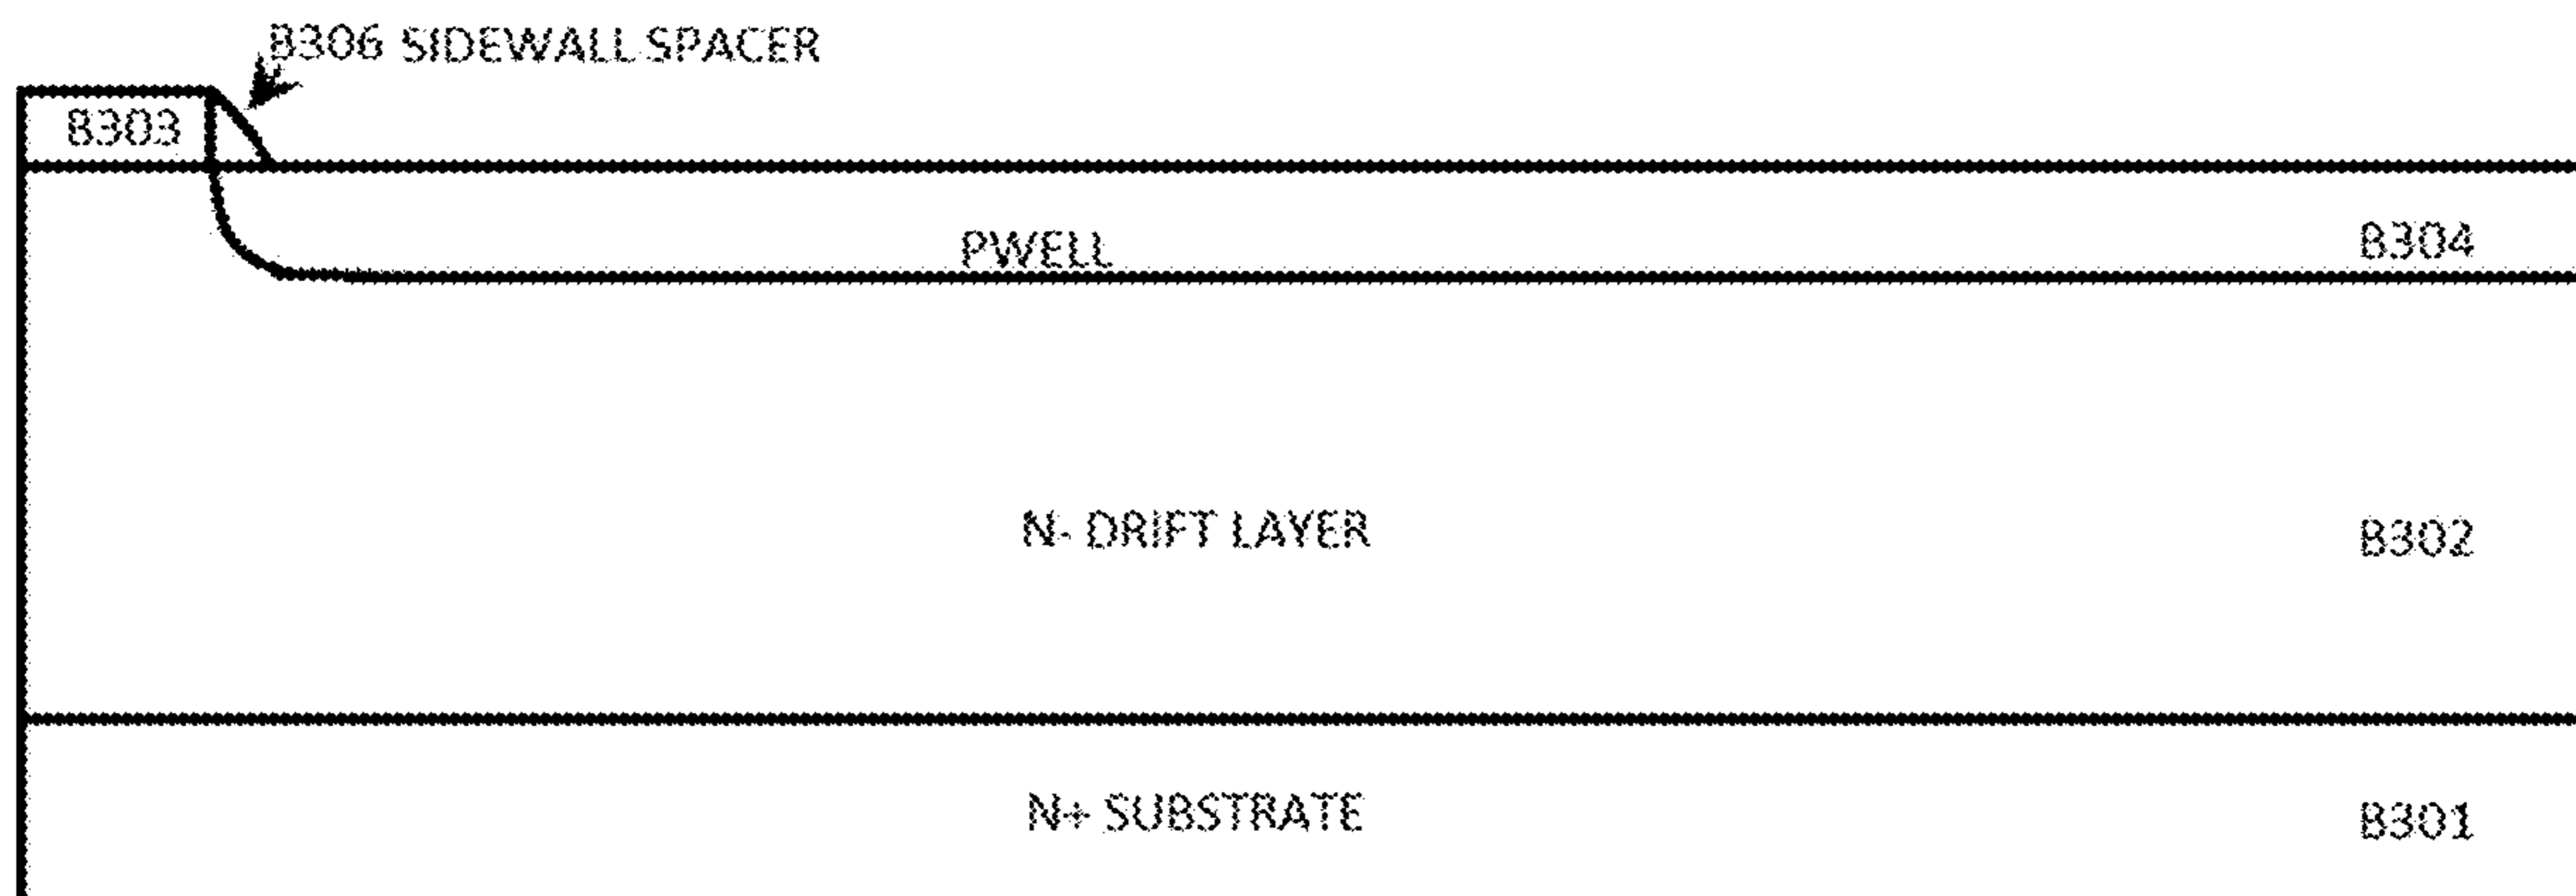 B306 SIDEWALL SPACER
B303
PWELL B304
N- DRIFT LAYER B302
N+ SUBSTRATE B301